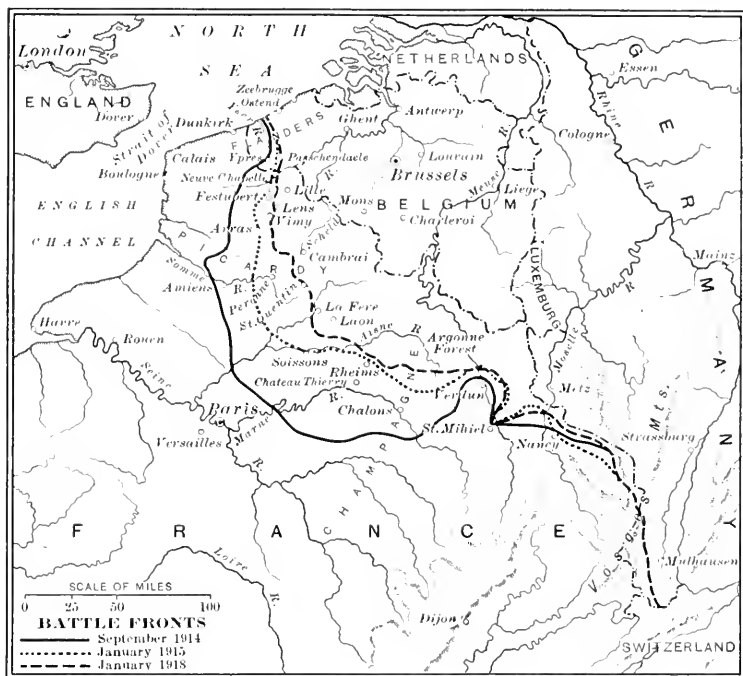 NORTH
SEA
London
ENGLAND
Dover
Strait of
Dover
Dunkirk
Zeebrugge
Ostend
R.
FLANDERS
Calais
Ypres
Boulogne
Neuve Chapelle
Festubert
ENGLISH
CHANNEL
NETHERLANDS
Ghent
Antwerp
Passchendaele
Louvain
Brussels
Lille
Lens
Vimy
Mons
BELGIUM
Charleroi
Meuse
R.
Liege
Essen
Rhine
R.
Cologne
GERMANY
Mainz
Arras
PICARDY
Escheldt
R.
Cambrai
Somme
R.
Amiens
Peronne
St.Quentin
La Fere
Laon
LUXEMBURG
Moselle
R.
Havre
Rouen
Seine
Aisne
R.
Argonne
Forest
Soissons
Rheims
Chateau Thierry
Verdun
Metz
Paris
R.
Chalons
Versailles
Marne
R.
St. Mihiel
Nancy
Strassburg
CHAMPAGNE
Vosges
Mts.
FRANCE
Loire
R.
Dijon
Mulhausen
SWITZERLAND
SCALE OF MILES
0 25 50 100
BATTLE FRONTS
September 1914
January 1915
January 1918